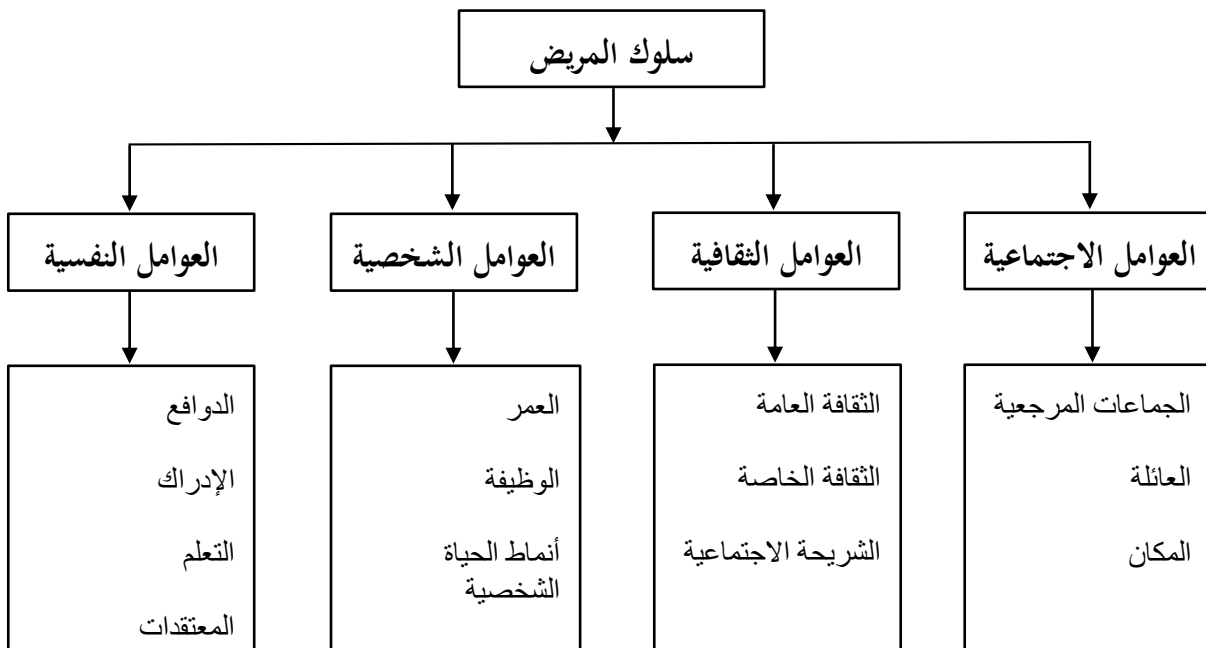 سلوك المريض
العوامل الاجتماعية
العوامل الثقافية
العوامل الشخصية
العوامل النفسية
الجماعات المرجعية
العائلة
المكان
الثقافة العامة
الثقافة الخاصة
الشريحة الاجتماعية
العمر
الوظيفة
أنماط الحياة
الشخصية
الدوافع
الإدراك
التعلم
المعتقدات